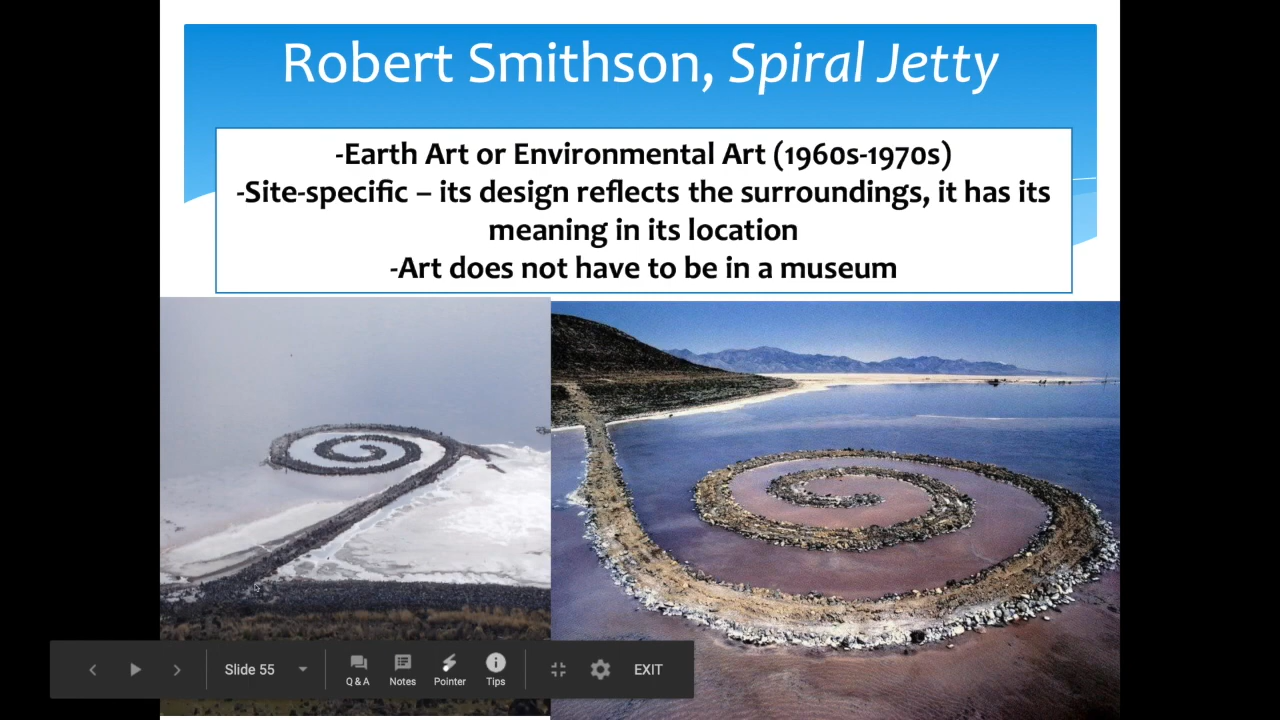 Robert Smithson, Spiral Jetty
-Earth Art or Environmental Art (1960s-1970s)
-Site-specific – its design reflects the surroundings, it has its
meaning in its location
-Art does not have to be in a museum
Slide 55
Q & A
Notes
Pointer
Tips
EXIT